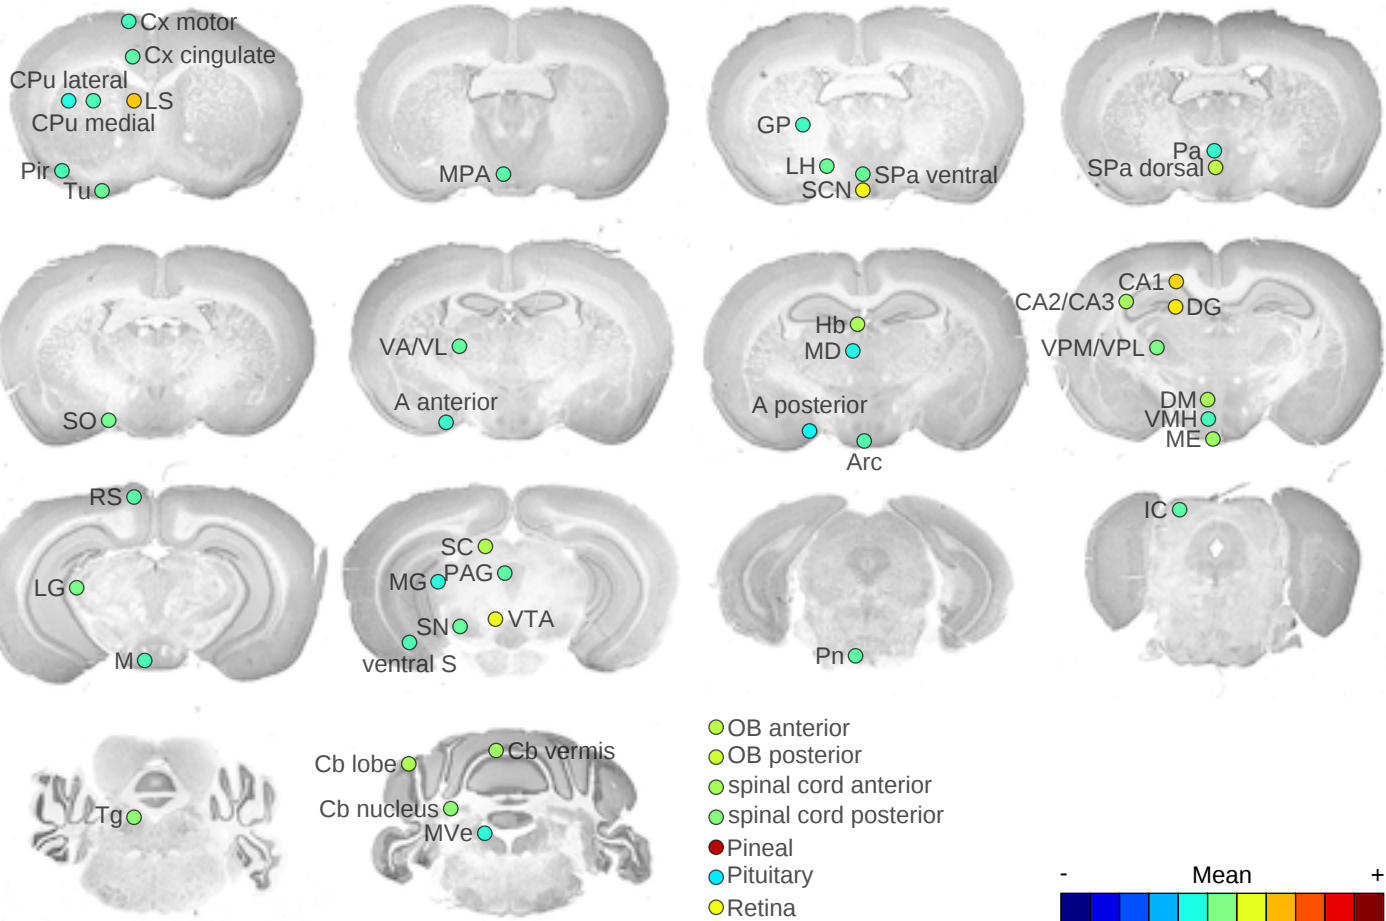 Cx motor
Cx cingulate
CPu lateral
LS
CPu medial
Pir
Tu
MPA
GP
LH
SPa ventral
SCN
Pa
SPa dorsal
SO
VA/VL
A anterior
Hb
MD
A posterior
Arc
CA1
CA2/CA3
DG
VPM/VPL
DM
VMH
ME
RS
LG
M
SC
PAG
MG
VTA
SN
ventral S
Pn
IC
Tg
Cb vermis
Cb lobe
Cb nucleus
MVe
OB anterior
OB posterior
spinal cord anterior
spinal cord posterior
Pineal
Pituitary
Retina
- Mean +